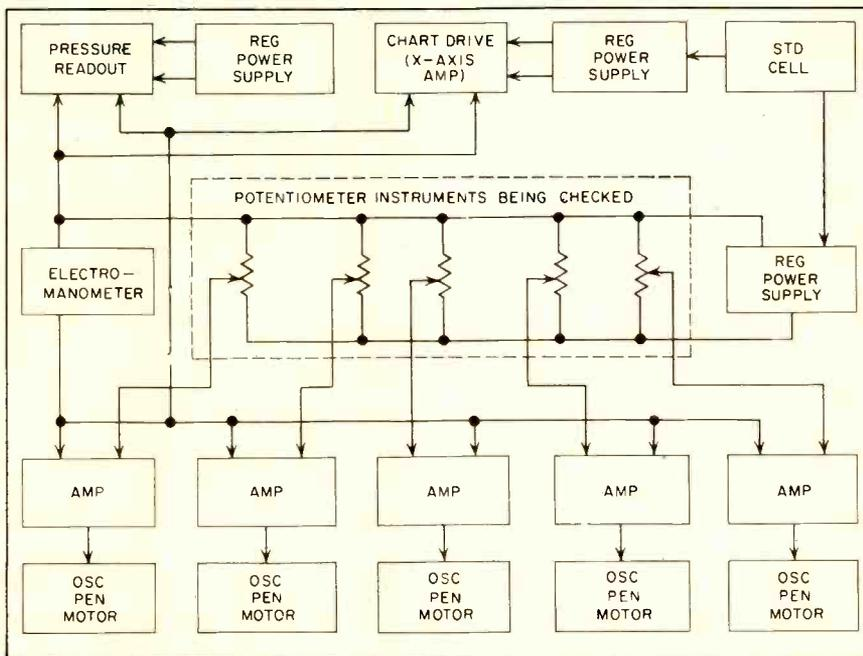 PRESSURE
READOUT
REG
POWER
SUPPLY
CHART DRIVE
(X-AXIS
AMP)
REG
POWER
SUPPLY
STD
CELL
POTENTIOMETER INSTRUMENTS BEING CHECKED
ELECTRO-
MANOMETER
REG
POWER
SUPPLY
AMP
AMP
AMP
AMP
AMP
OSC
PEN
MOTOR
OSC
PEN
MOTOR
OSC
PEN
MOTOR
OSC
PEN
MOTOR
OSC
PEN
MOTOR